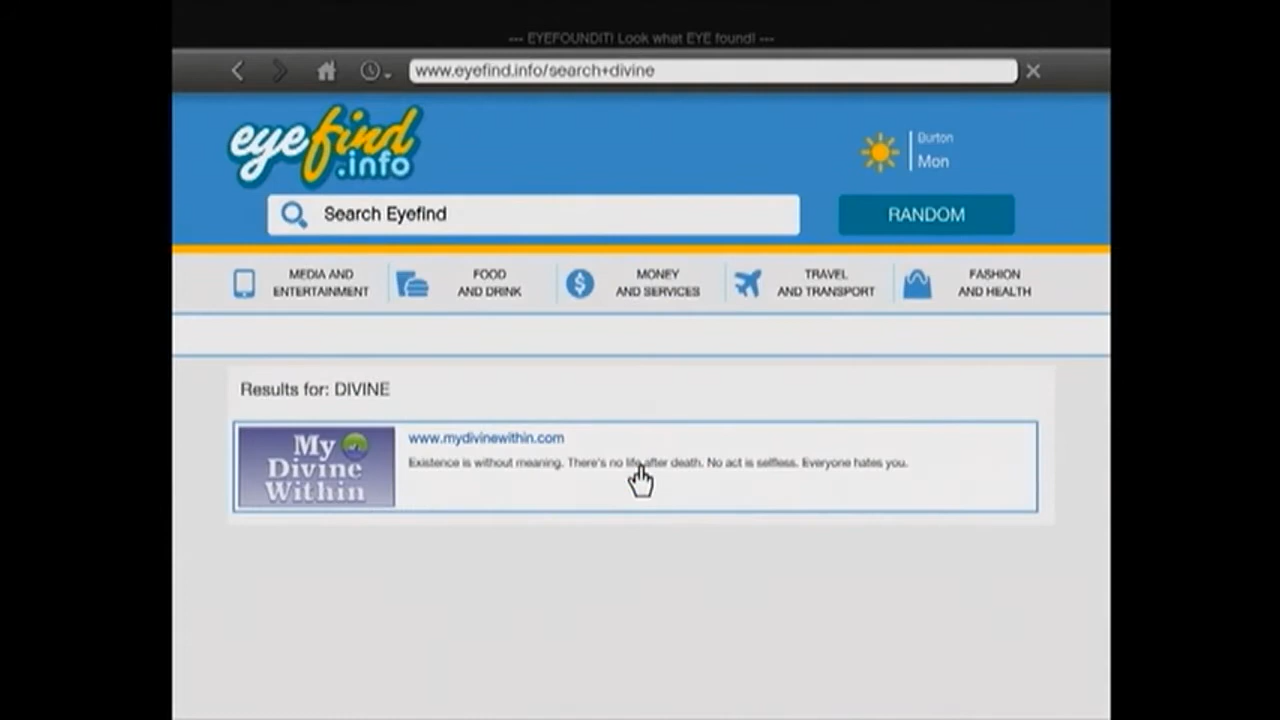 --- EYEFOUNDIT! Look what EYE found! ---
www.eyefind.info/search+divine
eyefind
.info
Burton
Mon
Search Eyefind
RANDOM
MEDIA AND
ENTERTAINMENT
FOOD
AND DRINK
MONEY
AND SERVICES
TRAVEL
AND TRANSPORT
FASHION
AND HEALTH
Results for: DIVINE
My
Divine
Within
www.mydivinewithin.com
Existence is without meaning. There's no life after death. No act is selfless. Everyone hates you.